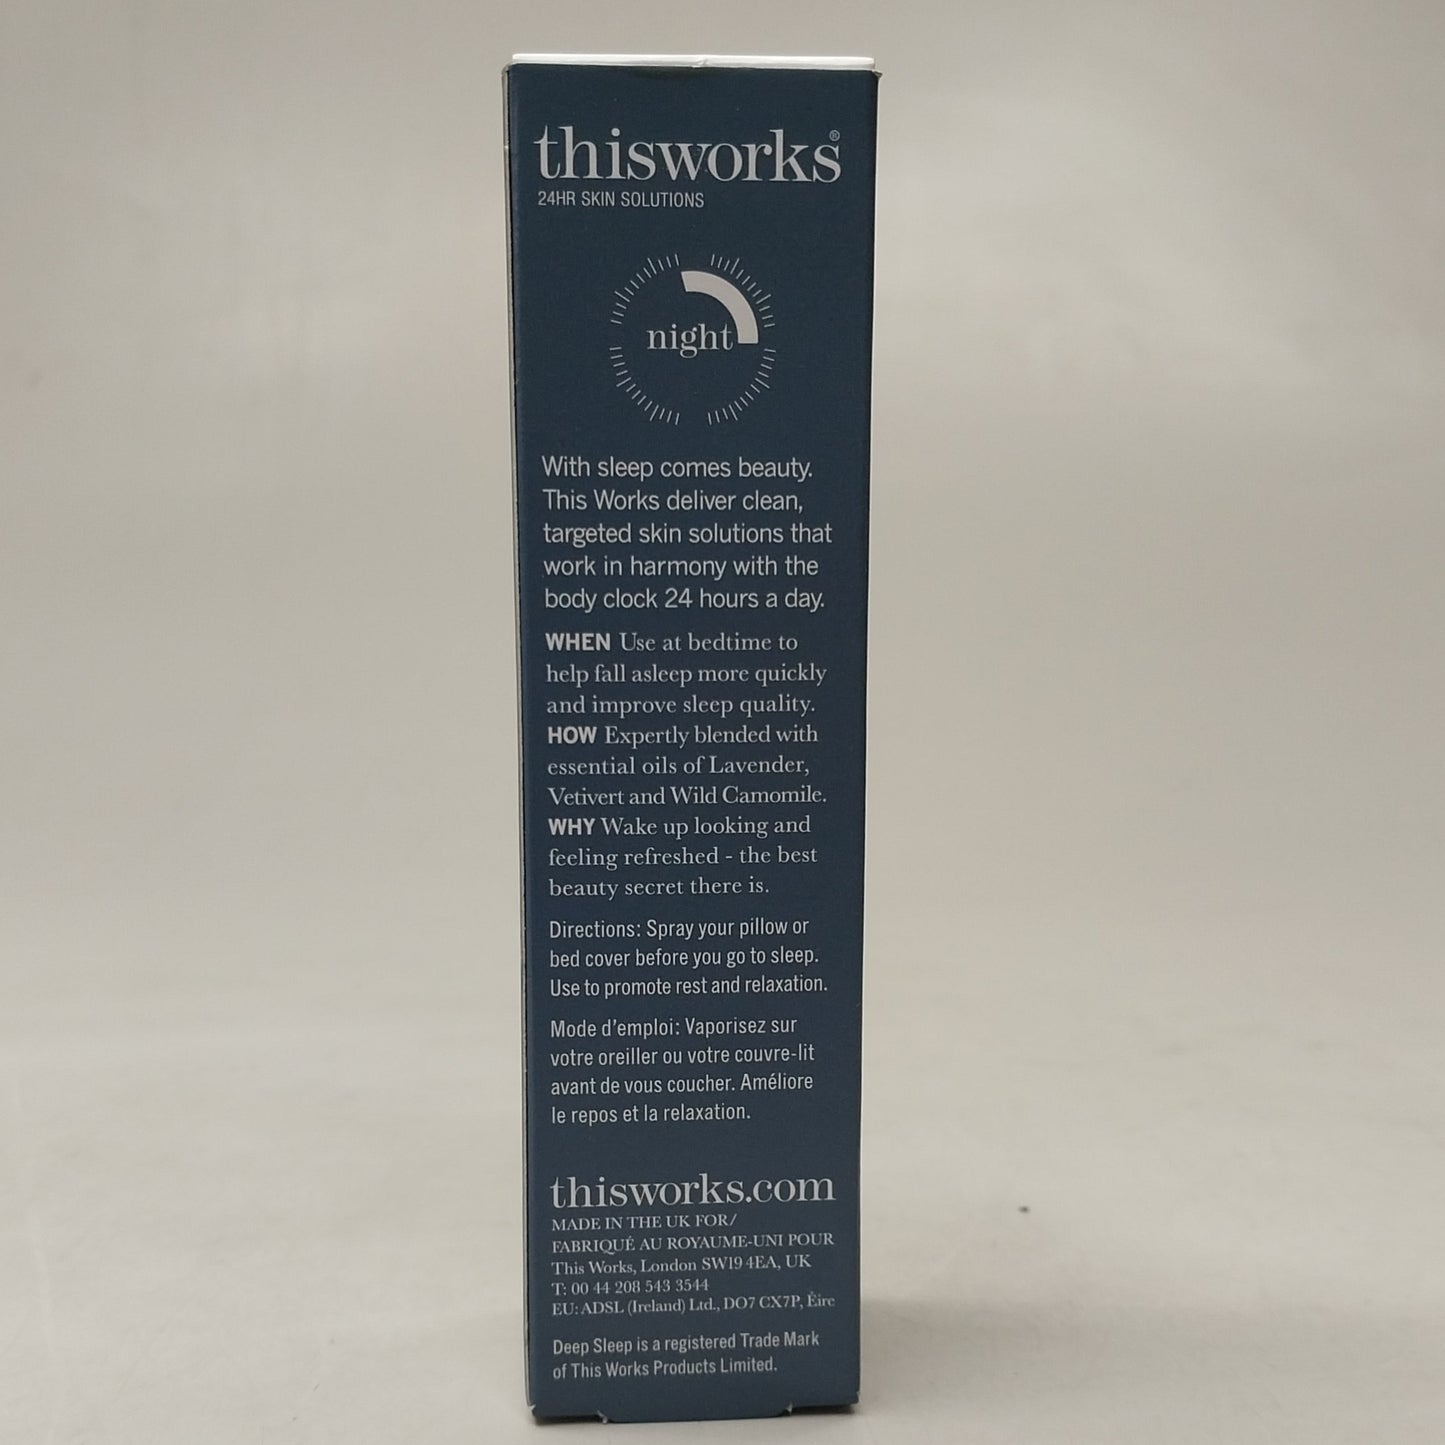 thisworks®
24HR SKIN SOLUTIONS
night
With sleep comes beauty.
This Works deliver clean,
targeted skin solutions that
work in harmony with the
body clock 24 hours a day.
WHEN Use at bedtime to
help fall asleep more quickly
and improve sleep quality.
HOW Expertly blended with
essential oils of Lavender,
Vetivert and Wild Camomile.
WHY Wake up looking and
feeling refreshed - the best
beauty secret there is.
Directions: Spray your pillow or
bed cover before you go to sleep.
Use to promote rest and relaxation.
Mode d'emploi: Vaporisez sur
votre oreiller ou votre couvre-lit
avant de vous coucher. Améliore
le repos et la relaxation.
thisworks.com
MADE IN THE UK FOR/
FABRIQUÉ AU ROYAUME-UNI POUR
This Works, London SW19 4EA, UK
T: 00 44 208 543 3544
EU: ADSL (Ireland) Ltd., DO7 CX7P, Èire
Deep Sleep is a registered Trade Mark
of This Works Products Limited.